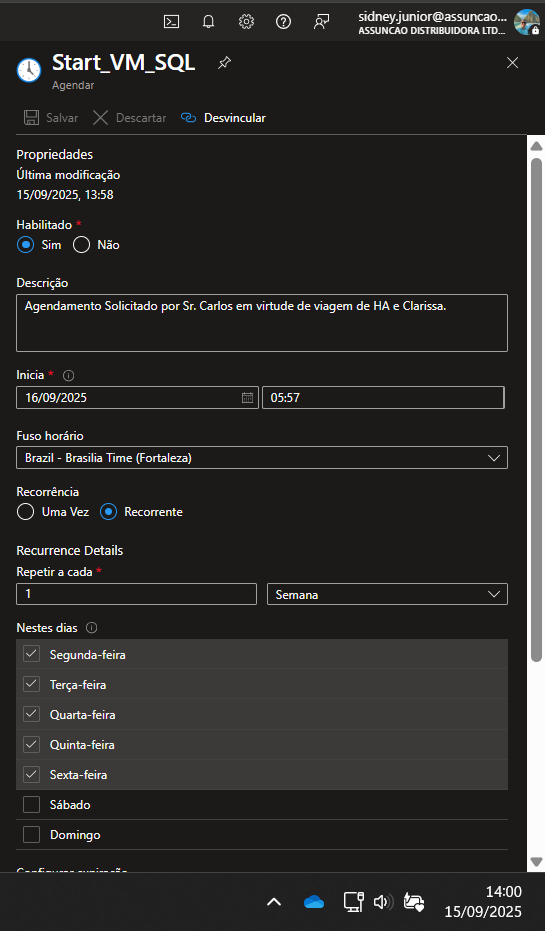 sidney.junior@assuncao...
ASSUNCAO DISTRIBUIDORA LTD...
Start_VM_SQL
Agendar
Salvar
Descartar
Desvincular
Propriedades
Última modificação
15/09/2025, 13:58
Habilitado *
Sim
Não
Descrição
Agendamento Solicitado por Sr. Carlos em virtude de viagem de HA e Clarissa.
Inicia *
16/09/2025
05:57
Fuso horário
Brazil - Brasilia Time (Fortaleza)
Recorrência
Uma Vez
Recorrente
Recurrence Details
Repetir a cada *
1
Semana
Nestes dias
Segunda-feira
Terça-feira
Quarta-feira
Quinta-feira
Sexta-feira
Sábado
Domingo
Configurar expiração
14:00
15/09/2025